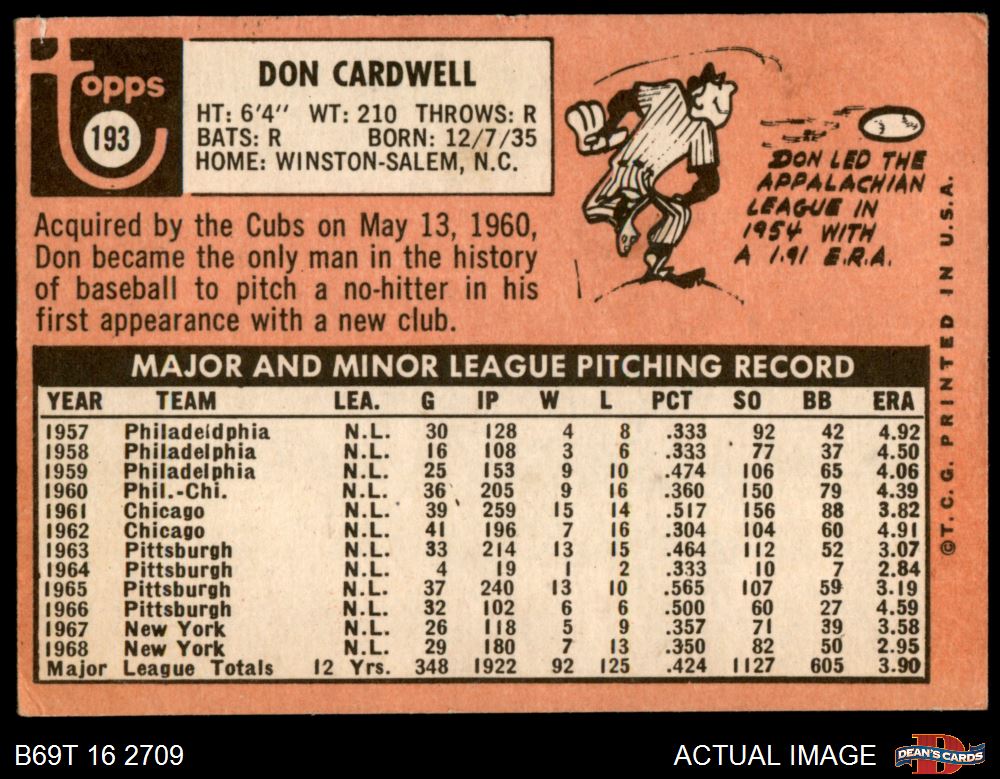 topps
193
DON CARDWELL
HT: 6'4" WT: 210 THROWS: R
BATS: R BORN: 12/7/35
HOME: WINSTON-SALEM, N.C.
Acquired by the Cubs on May 13, 1960,
Don became the only man in the history
of baseball to pitch a no-hitter in his
first appearance with a new club.
DON LED THE
APPALACHIAN
LEAGUE IN
1954 WITH
A 1.91 E.R.A.
MAJOR AND MINOR LEAGUE PITCHING RECORD
YEAR TEAM LEA. G IP W L PCT SO BB ERA
1957 Philadeldphia N.L. 30 128 4 8 .333 92 42 4.92
1958 Philadelphia N.L. 16 108 3 6 .333 77 37 4.50
1959 Philadelphia N.L. 25 153 9 10 .474 106 65 4.06
1960 Phil.-Chi. N.L. 36 205 9 16 .360 150 79 4.39
1961 Chicago N.L. 39 259 15 14 .517 156 88 3.82
1962 Chicago N.L. 41 196 7 16 .304 104 60 4.91
1963 Pittsburgh N.L. 33 214 13 15 .464 112 52 3.07
1964 Pittsburgh N.L. 4 19 1 2 .333 10 7 2.84
1965 Pittsburgh N.L. 37 240 13 10 .565 107 59 3.19
1966 Pittsburgh N.L. 32 102 6 6 .500 60 27 4.59
1967 New York N.L. 26 118 5 9 .357 71 39 3.58
1968 New York N.L. 29 180 7 13 .350 82 50 2.95
Major League Totals 12 Yrs. 348 1922 92 125 .424 1127 605 3.90
©T.C.G. PRINTED IN U.S.A.
B69T 16 2709
ACTUAL IMAGE
DEAN'S CARDS